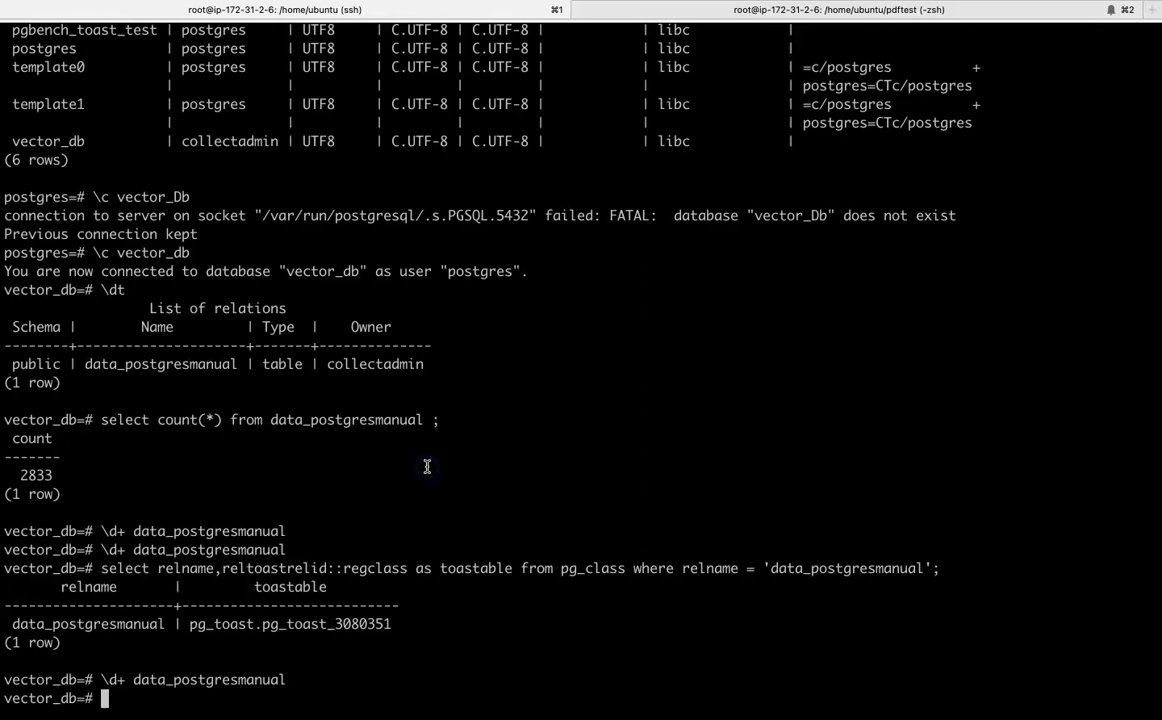 root@ip-172-31-2-6: /home/ubuntu (ssh) ⌘1 root@ip-172-31-2-6: /home/ubuntu/pdftest (-zsh) ⌘2 +
pgbench_toast_test | postgres | UTF8 | C.UTF-8 | C.UTF-8 | | libc |
postgres | postgres | UTF8 | C.UTF-8 | C.UTF-8 | | libc |
template0 | postgres | UTF8 | C.UTF-8 | C.UTF-8 | | libc | =c/postgres +
| | | | | | | postgres=CTc/postgres
template1 | postgres | UTF8 | C.UTF-8 | C.UTF-8 | | libc | =c/postgres +
| | | | | | | postgres=CTc/postgres
vector_db | collectadmin | UTF8 | C.UTF-8 | C.UTF-8 | | libc |
(6 rows)
postgres=# \c vector_Db
connection to server on socket "/var/run/postgresql/.s.PGSQL.5432" failed: FATAL:  database "vector_Db" does not exist
Previous connection kept
postgres=# \c vector_db
You are now connected to database "vector_db" as user "postgres".
vector_db=# \dt
List of relations
Schema | Name | Type | Owner
--------+---------------------+-------+--------------
public | data_postgresmanual | table | collectadmin
(1 row)
vector_db=# select count(*) from data_postgresmanual ;
count
-------
2833
(1 row)
vector_db=# \d+ data_postgresmanual
vector_db=# \d+ data_postgresmanual
vector_db=# select relname,reltoastrelid::regclass as toastable from pg_class where relname = 'data_postgresmanual';
relname | toastable
---------------------+--------------------------
data_postgresmanual | pg_toast.pg_toast_3080351
(1 row)
vector_db=# \d+ data_postgresmanual
vector_db=#